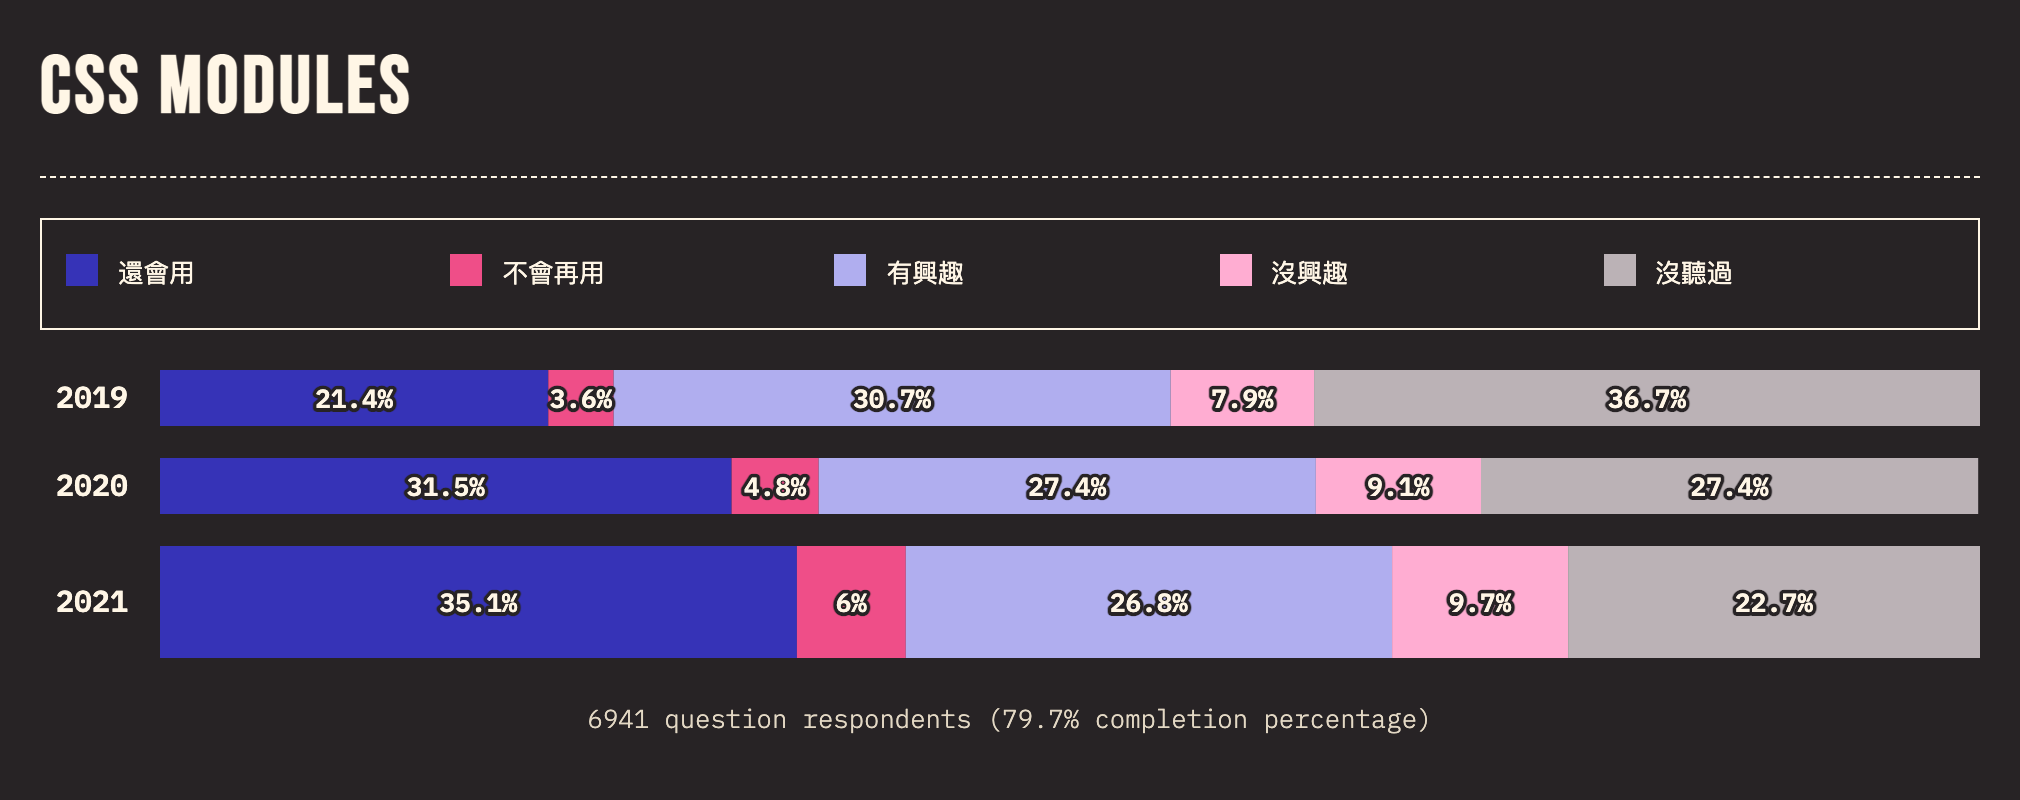 CSS MODULES
還會用 不會再用 有興趣 沒興趣 沒聽過
2019 21.4% 3.6% 30.7% 7.9% 36.7%
2020 31.5% 4.8% 27.4% 9.1% 27.4%
2021 35.1% 6% 26.8% 9.7% 22.7%
6941 question respondents (79.7% completion percentage)